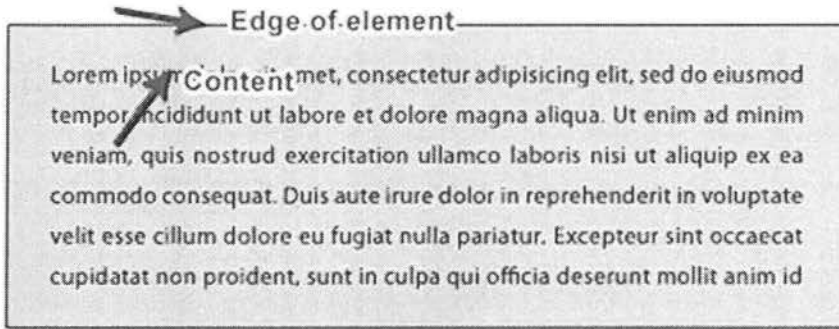 Edge of element
Lorem ipsum met, consectetur adipisicing elit, sed do eiusmod
Content
tempor incididunt ut labore et dolore magna aliqua. Ut enim ad minim
veniam, quis nostrud exercitation ullamco laboris nisi ut aliquip ex ea
commodo consequat. Duis aute irure dolor in reprehenderit in voluptate
velit esse cillum dolore eu fugiat nulla pariatur. Excepteur sint occaecat
cupidatat non proident, sunt in culpa qui officia deserunt mollit anim id